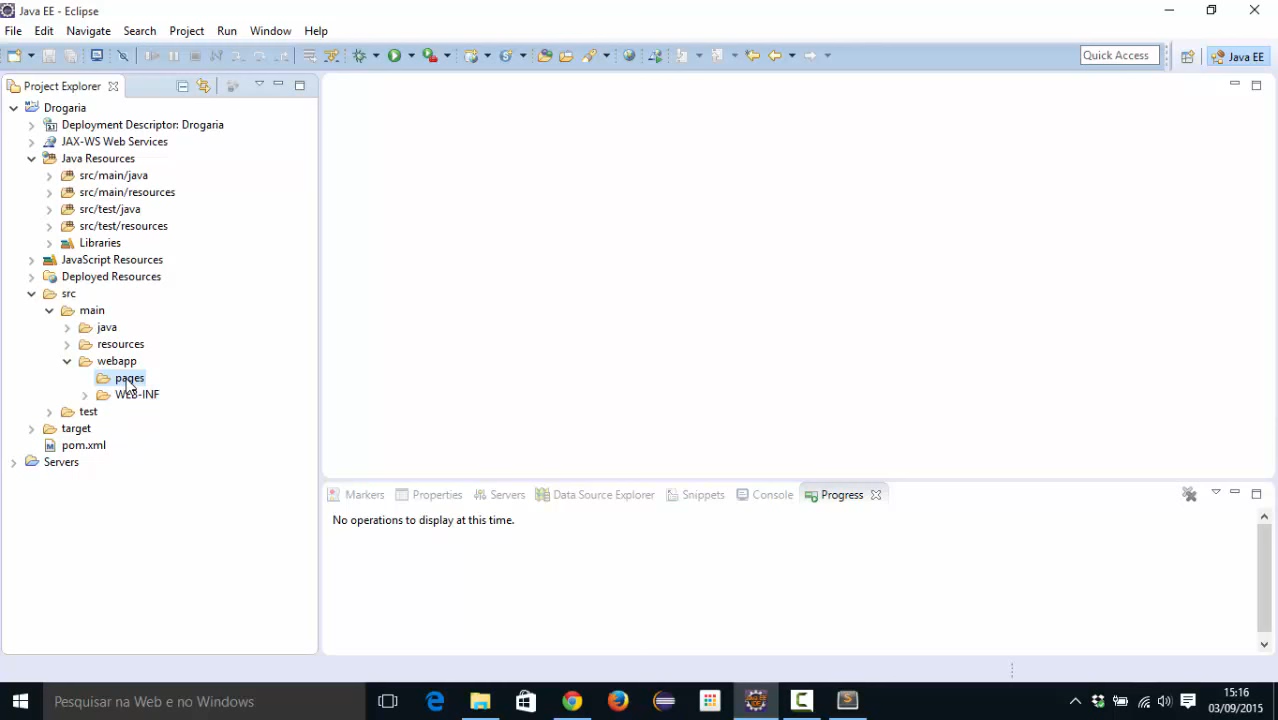 Java EE - Eclipse
File Edit Navigate Search Project Run Window Help
Quick Access Java EE
Project Explorer
Drogaria
Deployment Descriptor: Drogaria
JAX-WS Web Services
Java Resources
src/main/java
src/main/resources
src/test/java
src/test/resources
Libraries
JavaScript Resources
Deployed Resources
src
main
java
resources
webapp
pages
WEB-INF
test
target
pom.xml
Servers
Markers Properties Servers Data Source Explorer Snippets Console Progress
No operations to display at this time.
Pesquisar na Web e no Windows
15:16
03/09/2015